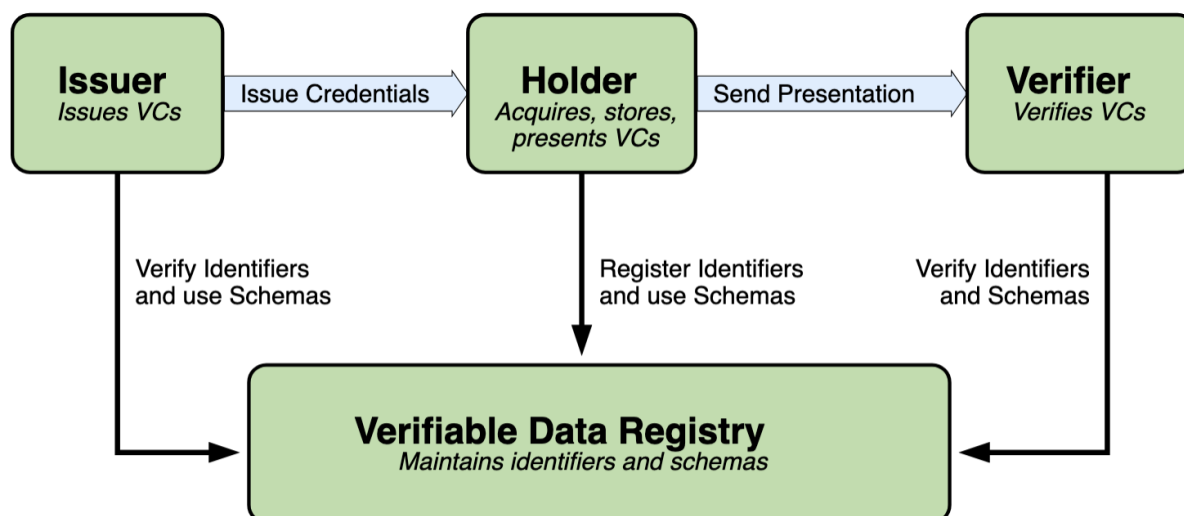 Issuer
Issues VCs
Issue Credentials
Holder
Acquires, stores,
presents VCs
Send Presentation
Verifier
Verifies VCs
Verify Identifiers
and use Schemas
Register Identifiers
and use Schemas
Verify Identifiers
and Schemas
Verifiable Data Registry
Maintains identifiers and schemas